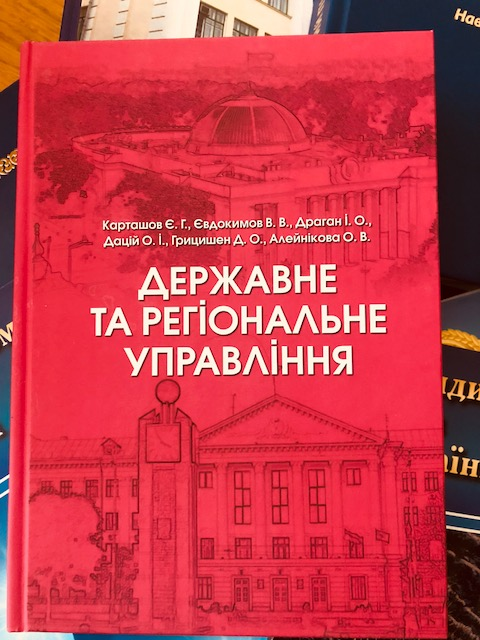 Карташов Є. Г., Євдокимов В. В., Драган І. О.,
Дацій О. І., Грицишен Д. О., Алейнікова О. В.
ДЕРЖАВНЕ
ТА РЕГІОНАЛЬНЕ
УПРАВЛІННЯ